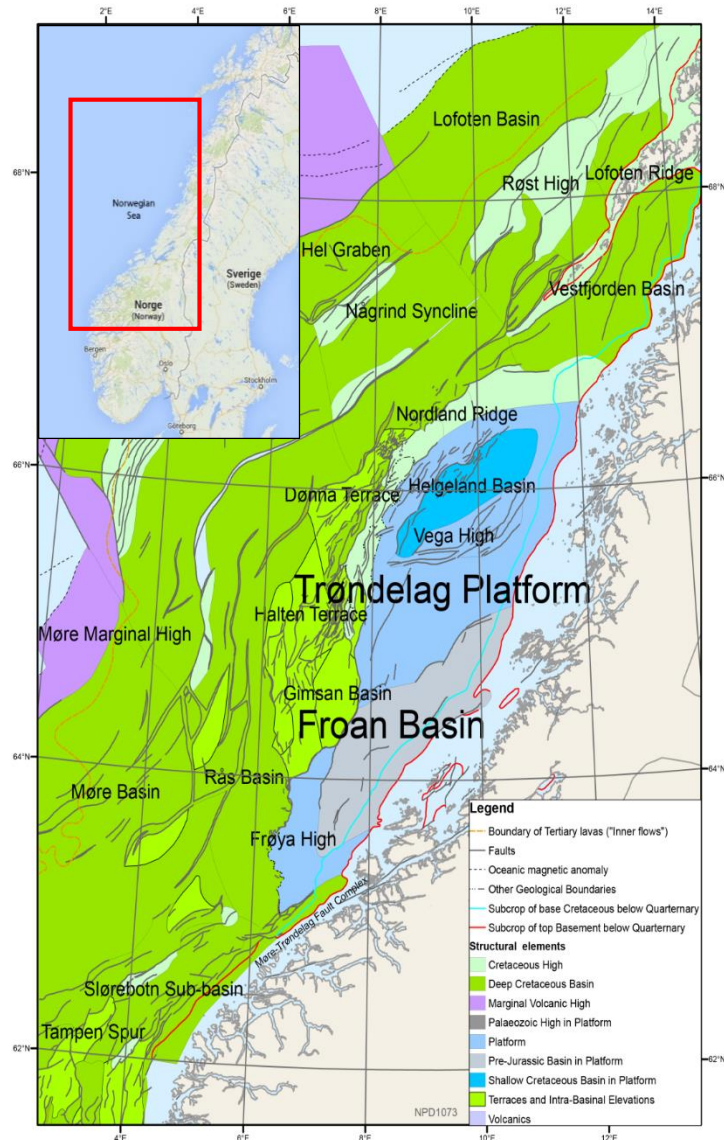 2°E
6°E
8°E
10°E
12°E
14°E
Norwegian
Sea
Norge
(Norway)
Sverige
(Sweden)
Bergen
Oslo
Stockholm
Göteborg
68°N
68°N
Lofoten Basin
Røst High
Lofoten Ridge
Hel Graben
Vestfjorden Basin
Någrind Syncline
Nordland Ridge
66°N
66°N
Dønna Terrace
Helgeland Basin
Vega High
Trøndelag Platform
Halten Terrace
Møre Marginal High
Gimsan Basin
Froan Basin
64°N
64°N
Rås Basin
Møre Basin
Frøya High
Møre-Trøndelag Fault Complex
Slørebotn Sub-basin
Tampen Spur
62°N
62°N
Legend
Boundary of Tertiary lavas ("Inner flows")
Faults
Oceanic magnetic anomaly
Other Geological Boundaries
Subcrop of base Cretaceous below Quarternary
Subcrop of top Basement below Quarternary
Structural elements
Cretaceous High
Deep Cretaceous Basin
Marginal Volcanic High
Palaeozoic High in Platform
Platform
Pre-Jurassic Basin in Platform
Shallow Cretaceous Basin in Platform
Terraces and Intra-Basinal Elevations
Volcanics
NPD1073
4°E
6°E
8°E
10°E
12°E